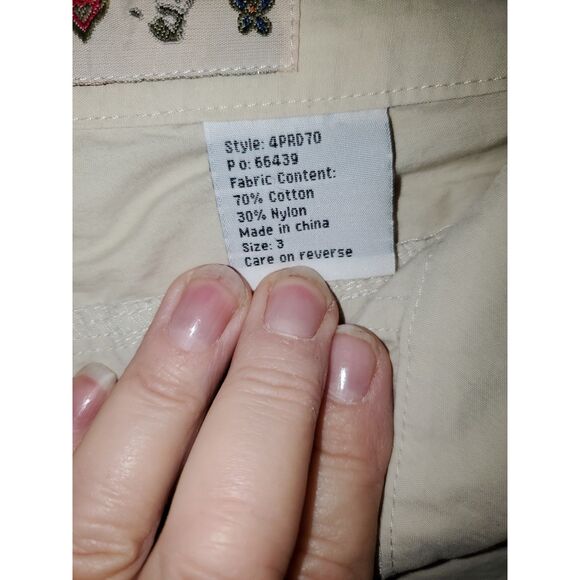 Style: 4PRD70
P o: 66439
Fabric Content:
70% Cotton
30% Nylon
Made in china
Size: 3
Care on reverse